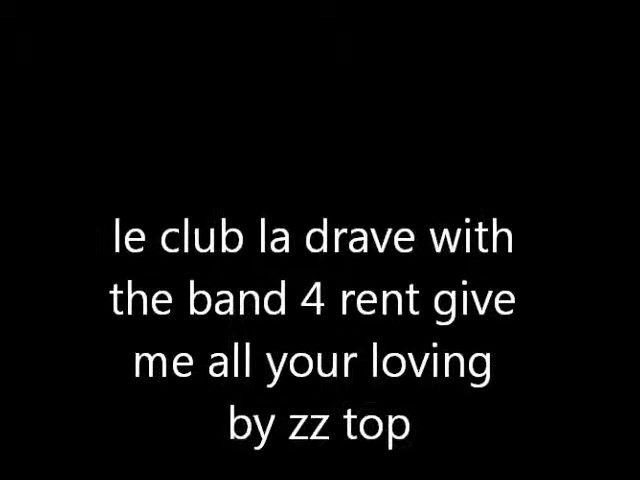 le club la drave with
the band 4 rent give
me all your loving
by zz top